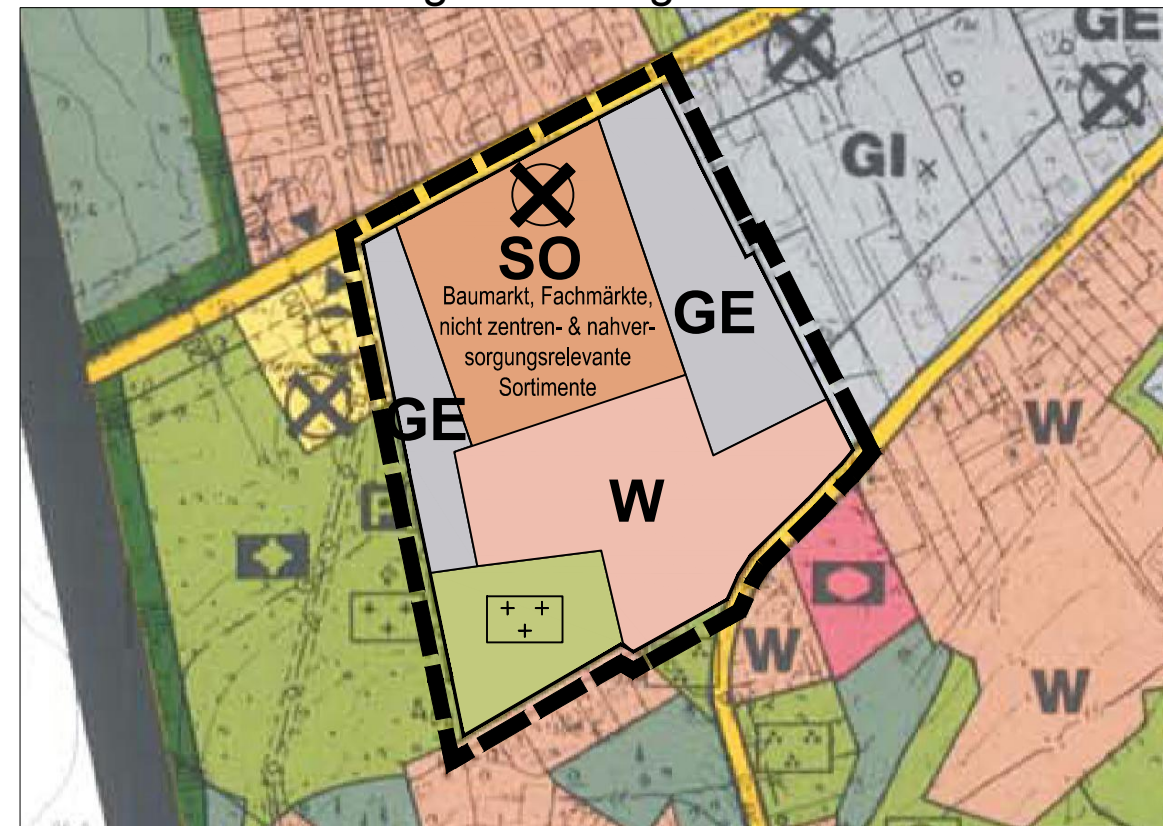 GE
GI
SO
Baumarkt, Fachmärkte,
nicht zentren- & nahver-
sorgungsrelevante
Sortimente
GE
GE
W
W
W
W